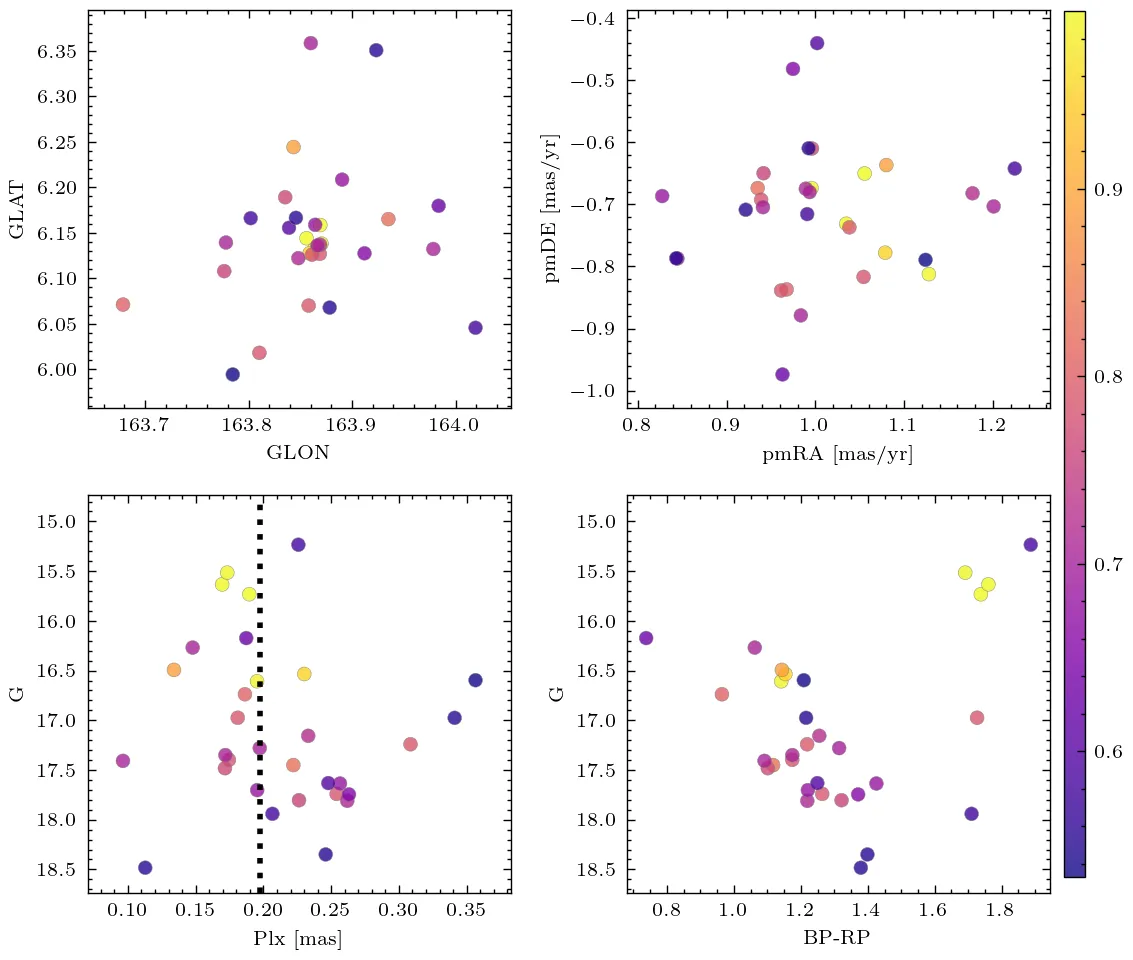 6.35
6.30
6.25
6.20
6.15
6.10
6.05
6.00
GLAT
163.7 163.8 163.9 164.0
GLON
−0.4
−0.5
−0.6
−0.7
−0.8
−0.9
−1.0
pmDE [mas/yr]
0.8 0.9 1.0 1.1 1.2
pmRA [mas/yr]
0.9
0.8
0.7
0.6
15.0
15.5
16.0
16.5
17.0
17.5
18.0
18.5
G
0.10 0.15 0.20 0.25 0.30 0.35
Plx [mas]
15.0
15.5
16.0
16.5
17.0
17.5
18.0
18.5
G
0.8 1.0 1.2 1.4 1.6 1.8
BP-RP